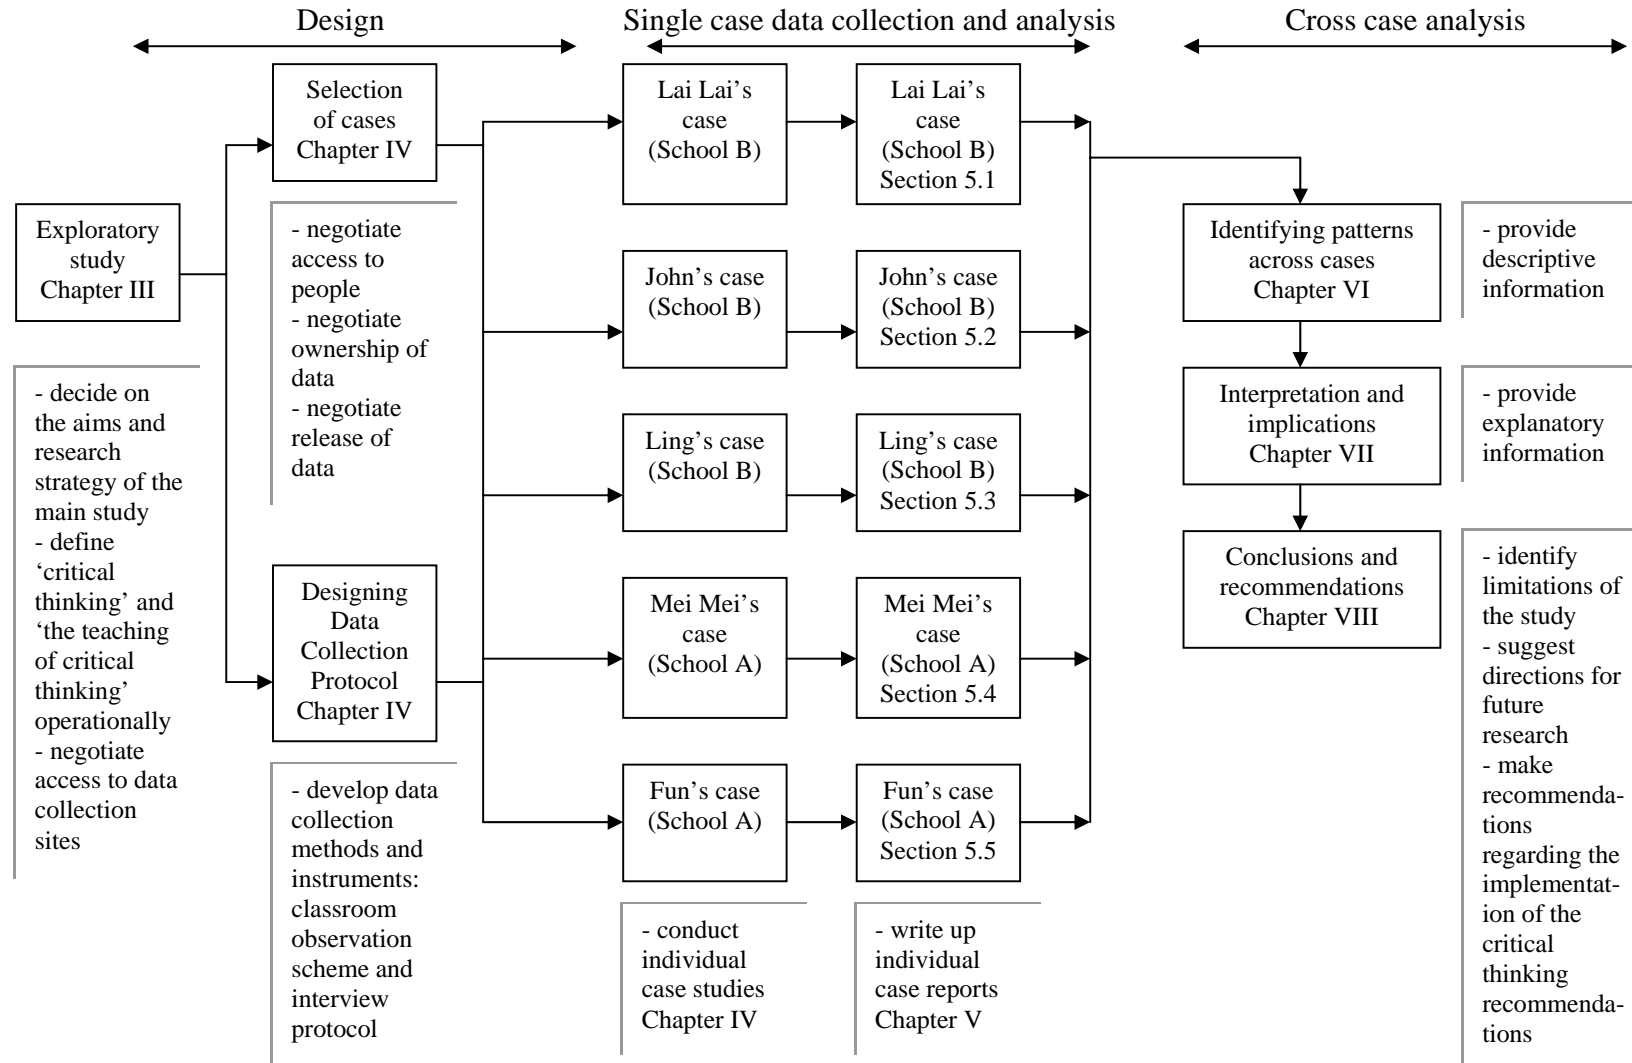 Design
Single case data collection and analysis
Cross case analysis
Exploratory
study
Chapter III
- decide on
the aims and
research
strategy of the
main study
- define
‘critical
thinking’ and
‘the teaching
of critical
thinking’
operationally
- negotiate
access to data
collection
sites
Selection
of cases
Chapter IV
- negotiate
access to
people
- negotiate
ownership of
data
- negotiate
release of
data
Designing
Data
Collection
Protocol
Chapter IV
- develop data
collection
methods and
instruments:
classroom
observation
scheme and
interview
protocol
Lai Lai’s
case
(School B)
John’s case
(School B)
Ling’s case
(School B)
Mei Mei’s
case
(School A)
Fun’s case
(School A)
- conduct
individual
case studies
Chapter IV
Lai Lai’s
case
(School B)
Section 5.1
John’s case
(School B)
Section 5.2
Ling’s case
(School B)
Section 5.3
Mei Mei’s
case
(School A)
Section 5.4
Fun’s case
(School A)
Section 5.5
- write up
individual
case reports
Chapter V
Identifying patterns
across cases
Chapter VI
Interpretation and
implications
Chapter VII
Conclusions and
recommendations
Chapter VIII
- provide
descriptive
information
- provide
explanatory
information
- identify
limitations of
the study
- suggest
directions for
future
research
- make
recommenda-
tions
regarding the
implementat-
ion of the
critical
thinking
recommenda-
tions